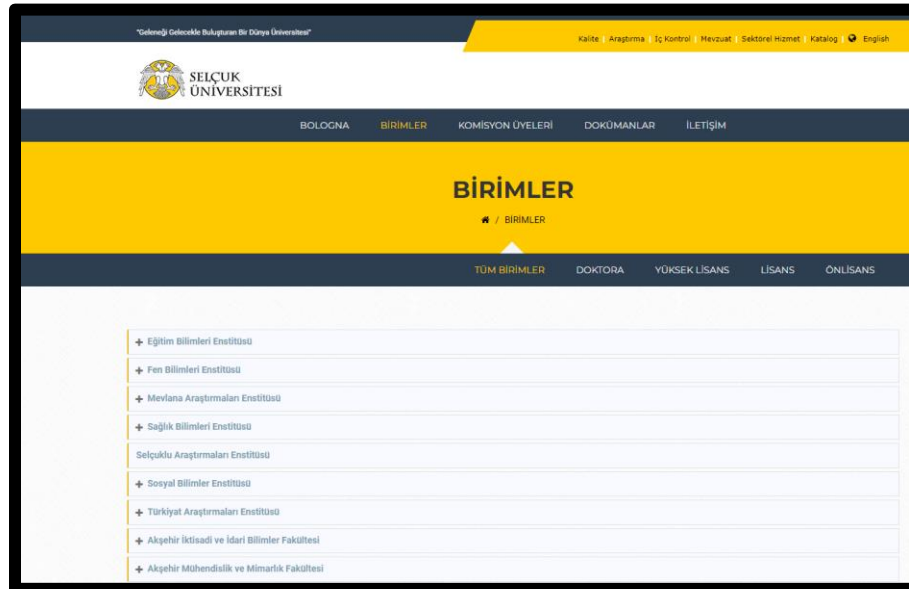 "Geleneği Gelecekle Buluşturan Bir Dünya Üniversitesi"
Kalite | Araştırma | İç Kontrol | Mevzuat | Sektörel Hizmet | Katalog | English
SELÇUK
ÜNİVERSİTESİ
BOLOGNA BİRİMLER KOMİSYON ÜYELERİ DOKÜMANLAR İLETİŞİM
BİRİMLER
/ BİRİMLER
TÜM BİRİMLER DOKTORA YÜKSEK LİSANS LİSANS ÖNLİSANS
+ Eğitim Bilimleri Enstitüsü
+ Fen Bilimleri Enstitüsü
+ Mevlana Araştırmaları Enstitüsü
+ Sağlık Bilimleri Enstitüsü
Selçuklu Araştırmaları Enstitüsü
+ Sosyal Bilimler Enstitüsü
+ Türkiyat Araştırmaları Enstitüsü
+ Akşehir İktisadi ve İdari Bilimler Fakültesi
+ Akşehir Mühendislik ve Mimarlık Fakültesi